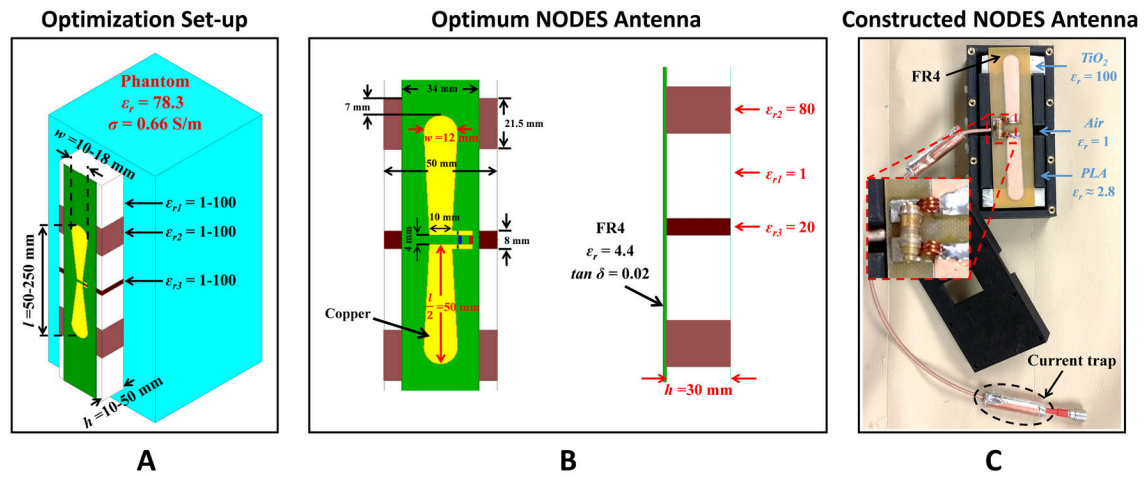 Optimization Set-up
Phantom
εr = 78.3
σ = 0.66 S/m
w =10-18 mm
εr1 = 1-100
εr2 = 1-100
εr3 = 1-100
l =50-250 mm
h =10-50 mm
A
Optimum NODES Antenna
34 mm
7 mm
21.5 mm
w =12 mm
50 mm
10 mm
4 mm
8 mm
l/2 =50 mm
Copper
εr2 = 80
εr1 = 1
εr3 = 20
FR4
εr = 4.4
tan δ = 0.02
h =30 mm
B
Constructed NODES Antenna
FR4
TiO2
εr = 100
Air
εr = 1
PLA
εr ≈ 2.8
Current trap
C